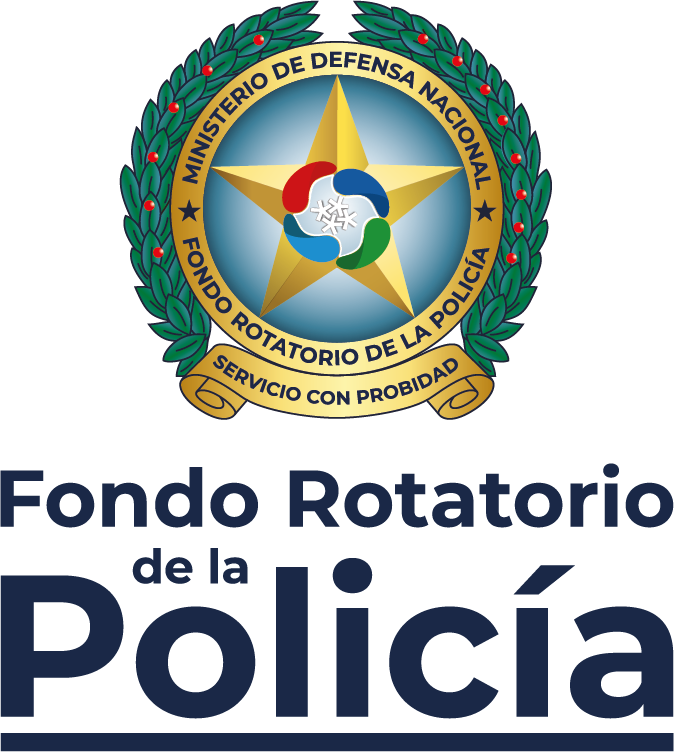 MINISTERIO DE DEFENSA NACIONAL
FONDO ROTATORIO DE LA POLICÍA
SERVICIO CON PROBIDAD
Fondo Rotatorio
de la
Policía